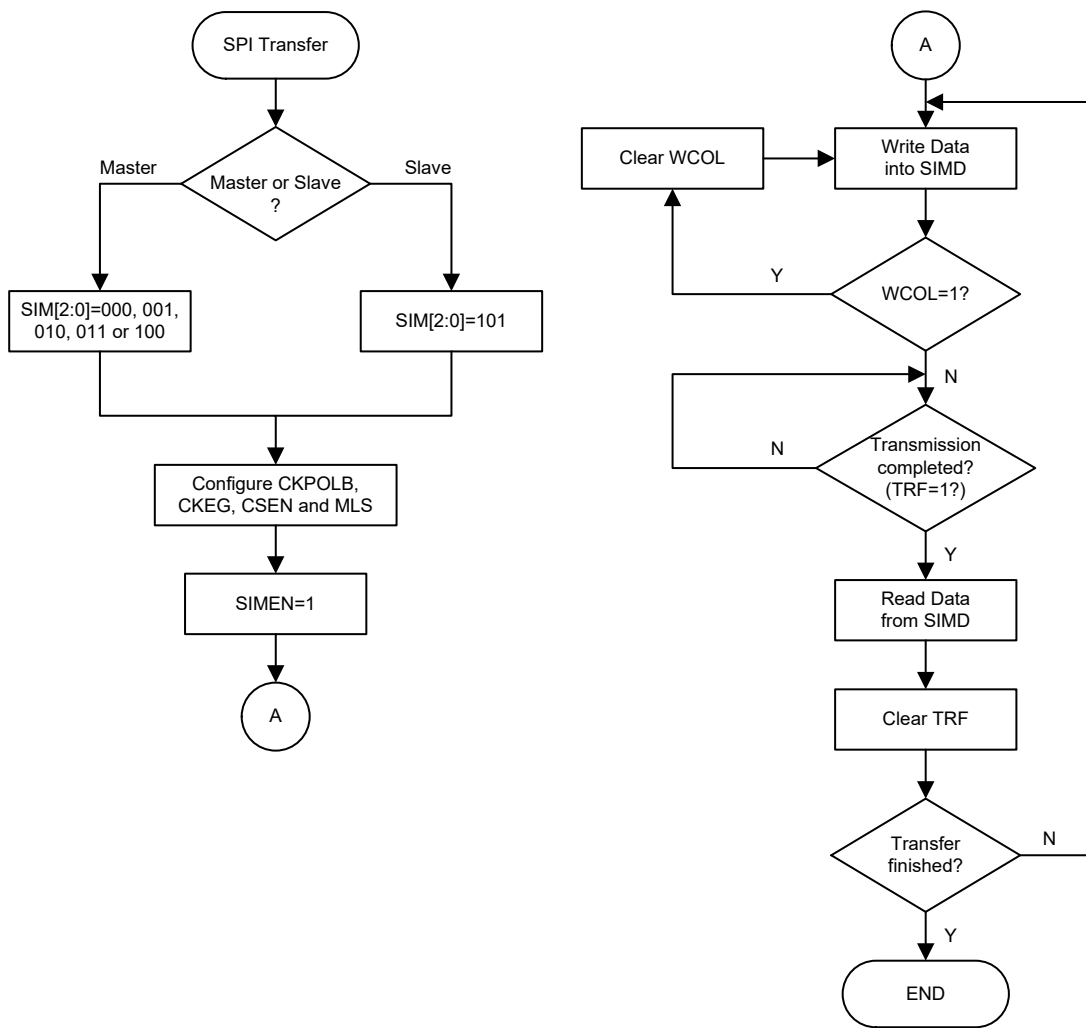 SPI Transfer
Master or Slave
?
Master
Slave
SIM[2:0]=000, 001,
010, 011 or 100
SIM[2:0]=101
Configure CKPOLB,
CKEG, CSEN and MLS
SIMEN=1
A
A
Clear WCOL
Write Data
into SIMD
Y
WCOL=1?
N
N
Transmission
completed?
(TRF=1?)
Y
Read Data
from SIMD
Clear TRF
Transfer
finished?
N
Y
END